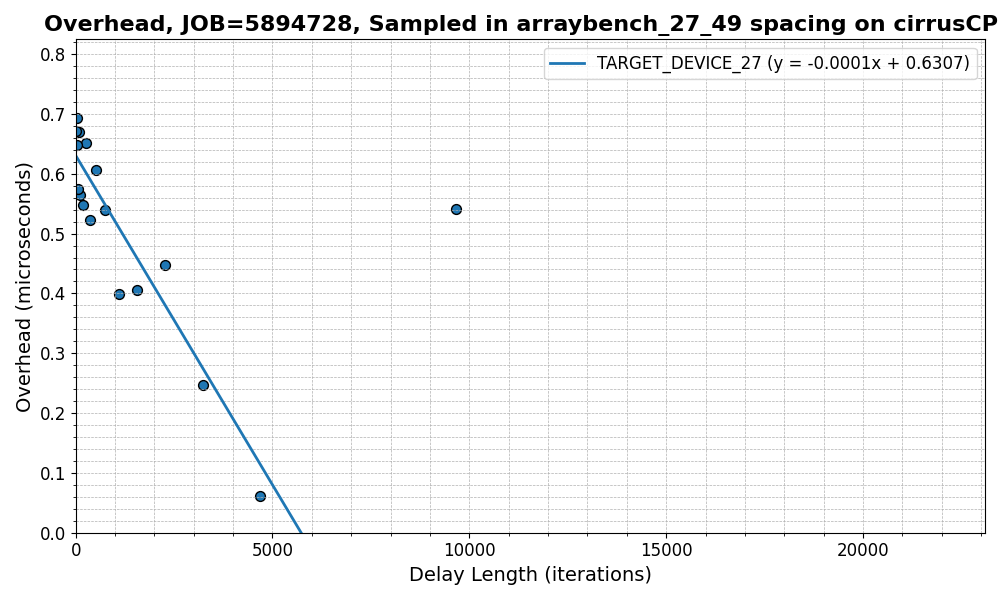 Overhead, JOB=5894728, Sampled in arraybench_27_49 spacing on cirrusCP
TARGET_DEVICE_27 (y = -0.0001x + 0.6307)
Overhead (microseconds)
0.8
0.7
0.6
0.5
0.4
0.3
0.2
0.1
0.0
0 5000 10000 15000 20000
Delay Length (iterations)